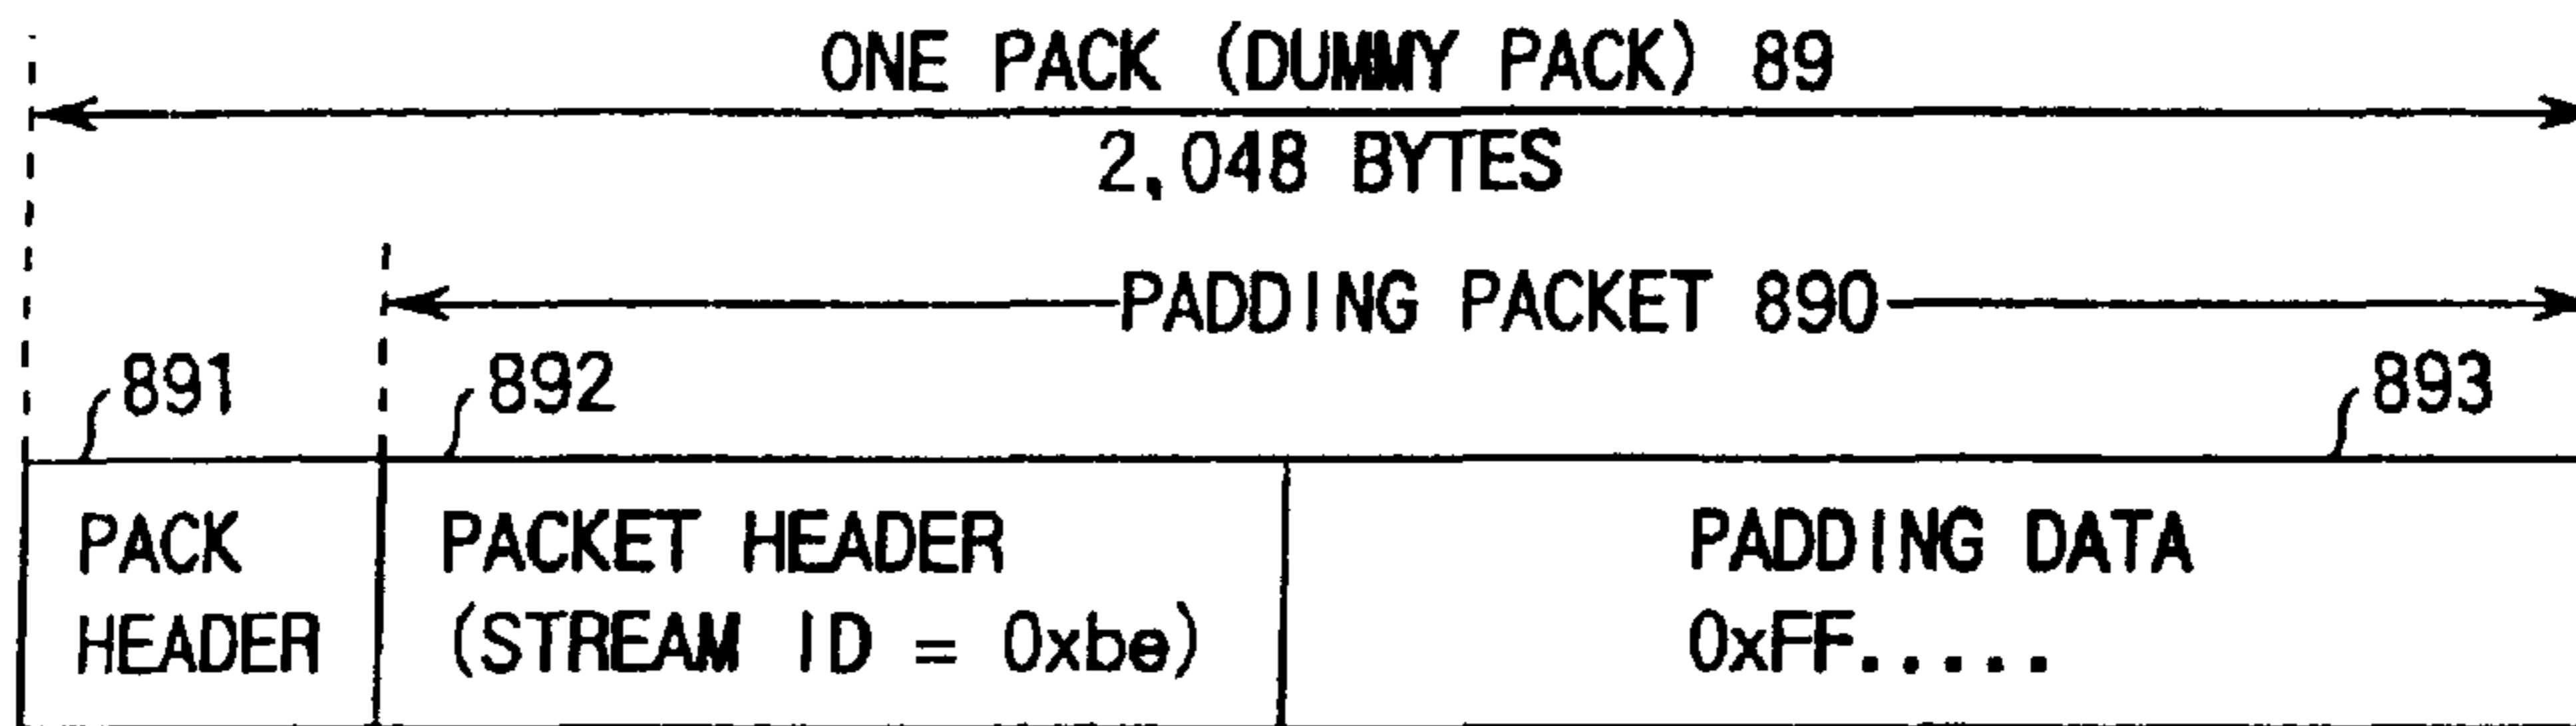 ONE PACK (DUMMY PACK) 89
2,048 BYTES
PADDING PACKET 890
891
892
893
PACK
HEADER
PACKET HEADER
(STREAM ID = 0xbe)
PADDING DATA
0xFF.....